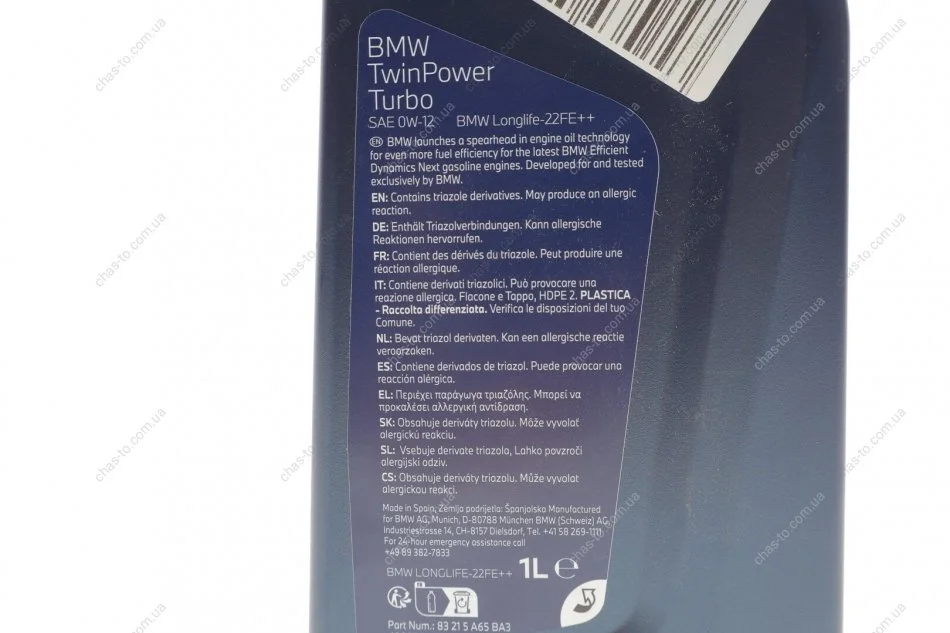 BMW
TwinPower
Turbo
SAE 0W-12 BMW Longlife-22FE++
EN BMW launches a spearhead in engine oil technology
for even more fuel efficiency for the latest BMW Efficient
Dynamics Next gasoline engines. Developed for and tested
exclusively by BMW.
EN: Contains triazole derivatives. May produce an allergic
reaction.
DE: Enthält Triazolverbindungen. Kann allergische
Reaktionen hervorrufen.
FR: Contient des dérivés du triazole. Peut produire une
réaction allergique.
IT: Contiene derivati triazolici. Può provocare una
reazione allergica. Flacone e Tappo, HDPE 2. PLASTICA
- Raccolta differenziata. Verifica le disposizioni del tuo
Comune.
NL: Bevat triazol derivaten. Kan een allergische reactie
veroorzaken.
ES: Contiene derivados de triazol. Puede provocar una
reacción alérgica.
EL: Περιέχει παράγωγα τριαζόλης. Μπορεί να
προκαλέσει αλλεργική αντίδραση.
SK: Obsahuje deriváty triazolu. Môže vyvolať
alergickú reakciu.
SL: Vsebuje derivate triazola, Lahko povzroči
alergijski odziv.
CS: Obsahuje deriváty triazolu. Může vyvolat
alergickou reakci.
Made in Spain, Zemlja podrijetla: Španjolska Manufactured
for BMW AG, Munich, D-80788 München BMW (Schweiz) AG
Industriestrasse 14, CH-8157 Dielsdorf, Tel. +41 58 269-1111
For 24-hour emergency assistance call
+49 89 382-7833
BMW LONGLIFE-22FE++ 1L e
FR
Part Num.: 83 21 5 A65 BA3
chas-to.com.ua